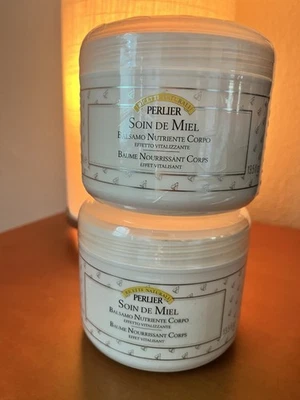 PERLIER
SOIN DE MIEL
BALSAMO NUTRIENTE CORPO
EFFETTO VITALIZZANTE
BAUME NOURRISSANT CORPS
EFFET VITALISANT
PERLIER
SOIN DE MIEL
BALSAMO NUTRIENTE CORPO
EFFETTO VITALIZZANTE
BAUME NOURRISSANT CORPS
EFFET VITALISANT